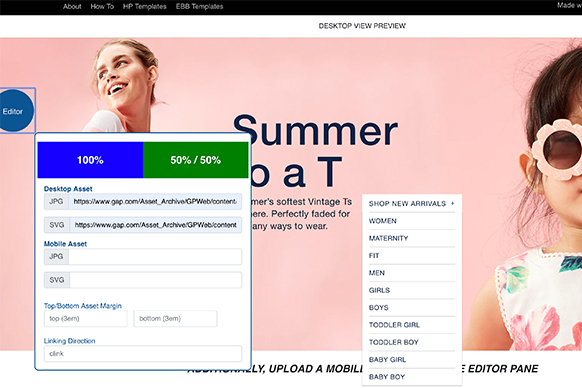 About How To HP Templates EBB Templates
Made w
DESKTOP VIEW PREVIEW
Editor
Summer
o a T
mer's softest Vintage Ts
here. Perfectly faded for
any ways to wear.
100% 50% / 50%
Desktop Asset
JPG https://www.gap.com/Asset_Archive/GPWeb/content/
SVG https://www.gap.com/Asset_Archive/GPWeb/content
Mobile Asset
JPG
SVG
Top/Bottom Asset Margin
top (3em) bottom (3em)
Linking Direction
clink
SHOP NEW ARRIVALS +
WOMEN
MATERNITY
FIT
MEN
GIRLS
BOYS
TODDLER GIRL
TODDLER BOY
BABY GIRL
BABY BOY
ADDITIONALLY, UPLOAD A MOBILE E EDITOR PANE